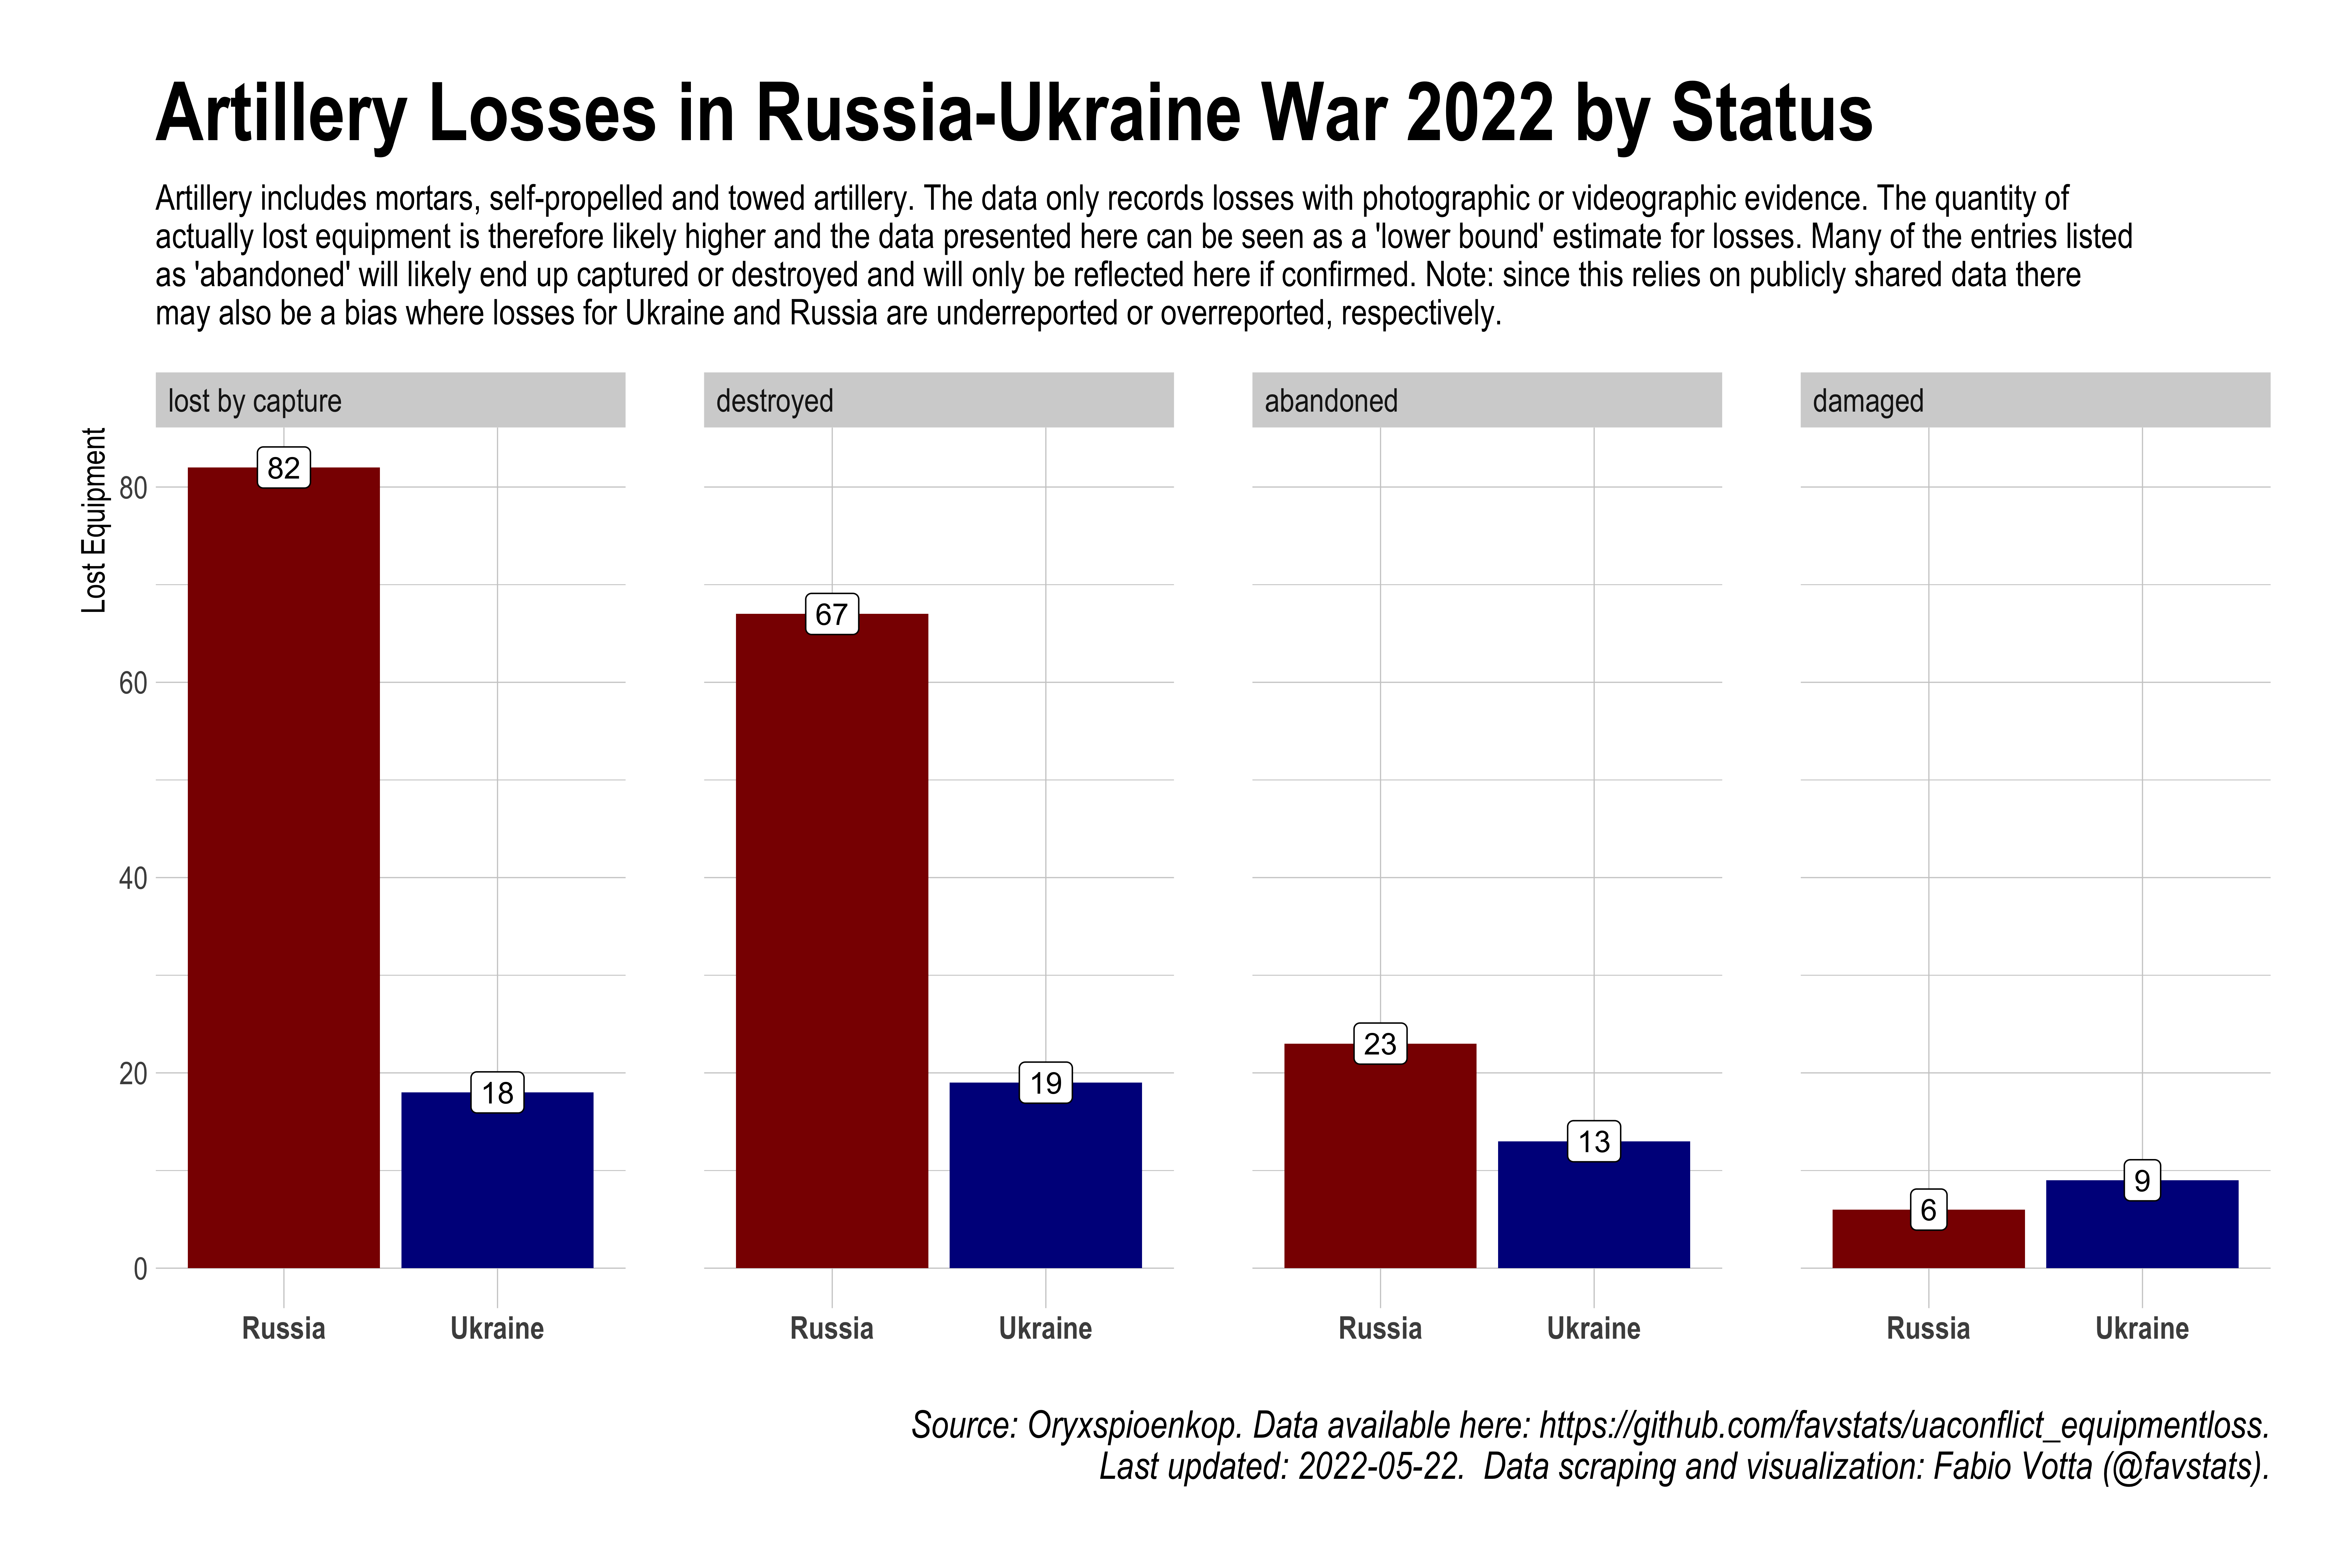 Artillery Losses in Russia-Ukraine War 2022 by Status
Artillery includes mortars, self-propelled and towed artillery. The data only records losses with photographic or videographic evidence. The quantity of
actually lost equipment is therefore likely higher and the data presented here can be seen as a 'lower bound' estimate for losses. Many of the entries listed
as 'abandoned' will likely end up captured or destroyed and will only be reflected here if confirmed. Note: since this relies on publicly shared data there
may also be a bias where losses for Ukraine and Russia are underreported or overreported, respectively.
Lost Equipment
80
60
40
20
0
lost by capture
82
18
Russia Ukraine
destroyed
67
19
Russia Ukraine
abandoned
23
13
Russia Ukraine
damaged
6
9
Russia Ukraine
Source: Oryxspioenkop. Data available here: https://github.com/favstats/uaconflict_equipmentloss.
Last updated: 2022-05-22.  Data scraping and visualization: Fabio Votta (@favstats).